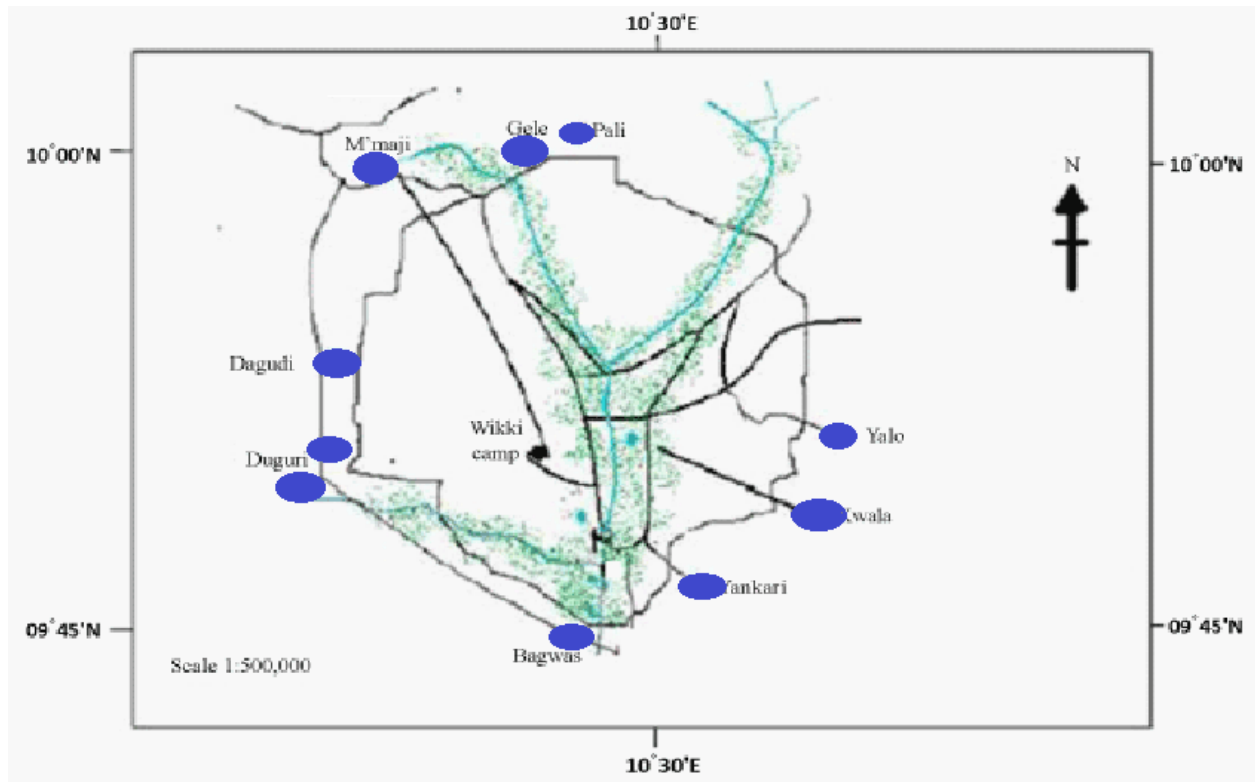 10°30'E
Gele
Pali
M'maji
10°00'N
10°00'N
N
Dagudi
Wikki
camp
Yalo
Duguri
wala
Yankari
09°45'N
09°45'N
Bagwas
Scale 1:500,000
10°30'E